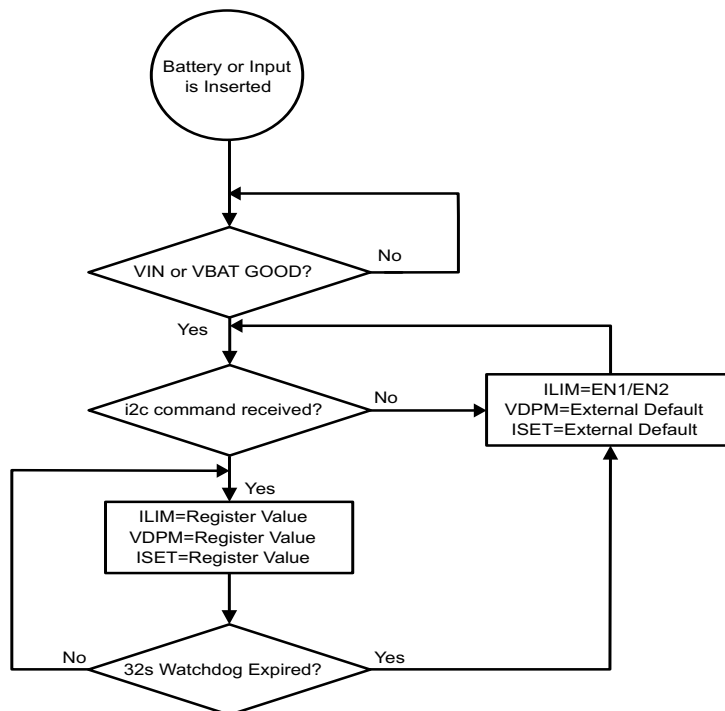 Battery or Input
is Inserted
VIN or VBAT GOOD?
No
Yes
i2c command received?
No
ILIM=EN1/EN2
VDPM=External Default
ISET=External Default
Yes
ILIM=Register Value
VDPM=Register Value
ISET=Register Value
No
32s Watchdog Expired?
Yes